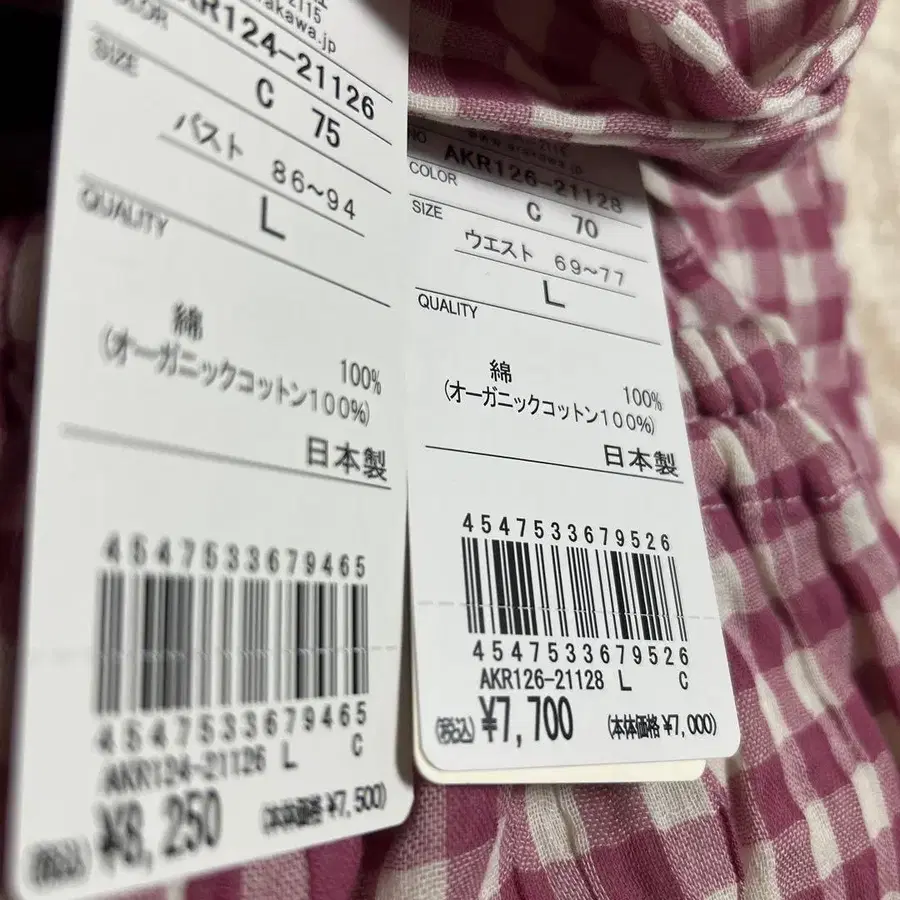 2115
arakawa.jp
AKR124-21126
COLOR
C 75
SIZE
バスト 86~94
L
QUALITY
綿
100%
(オーガニックコットン100%)
日本製
4547533679465
4547533679465
AKR124-21126 L C
(税込) ¥8,250 (本体価格 ¥7,500)
NO
AKR126-21128
COLOR
C 70
SIZE
ウエスト 69~77
L
QUALITY
綿
100%
(オーガニックコットン100%)
日本製
4547533679526
4547533679526
AKR126-21128 L C
(税込) ¥7,700 (本体価格 ¥7,000)